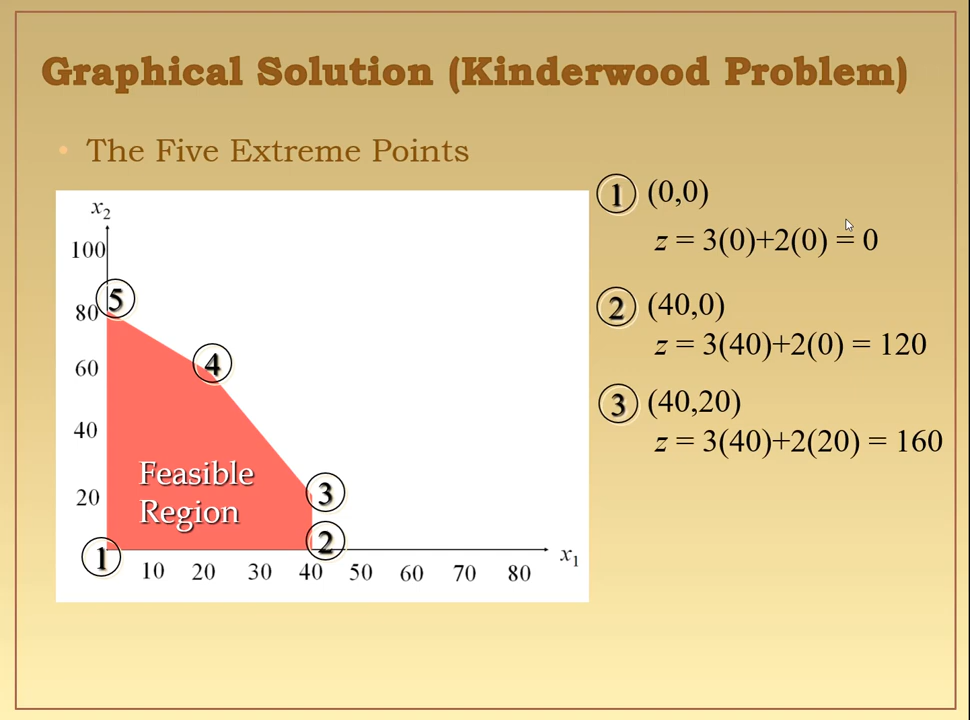 Graphical Solution (Kinderwood Problem)
• The Five Extreme Points
x₂
100
80
60
40
20
5
4
3
2
1
Feasible
Region
10 20 30 40 50 60 70 80
x₁
1 (0,0)
z = 3(0)+2(0) = 0
2 (40,0)
z = 3(40)+2(0) = 120
3 (40,20)
z = 3(40)+2(20) = 160